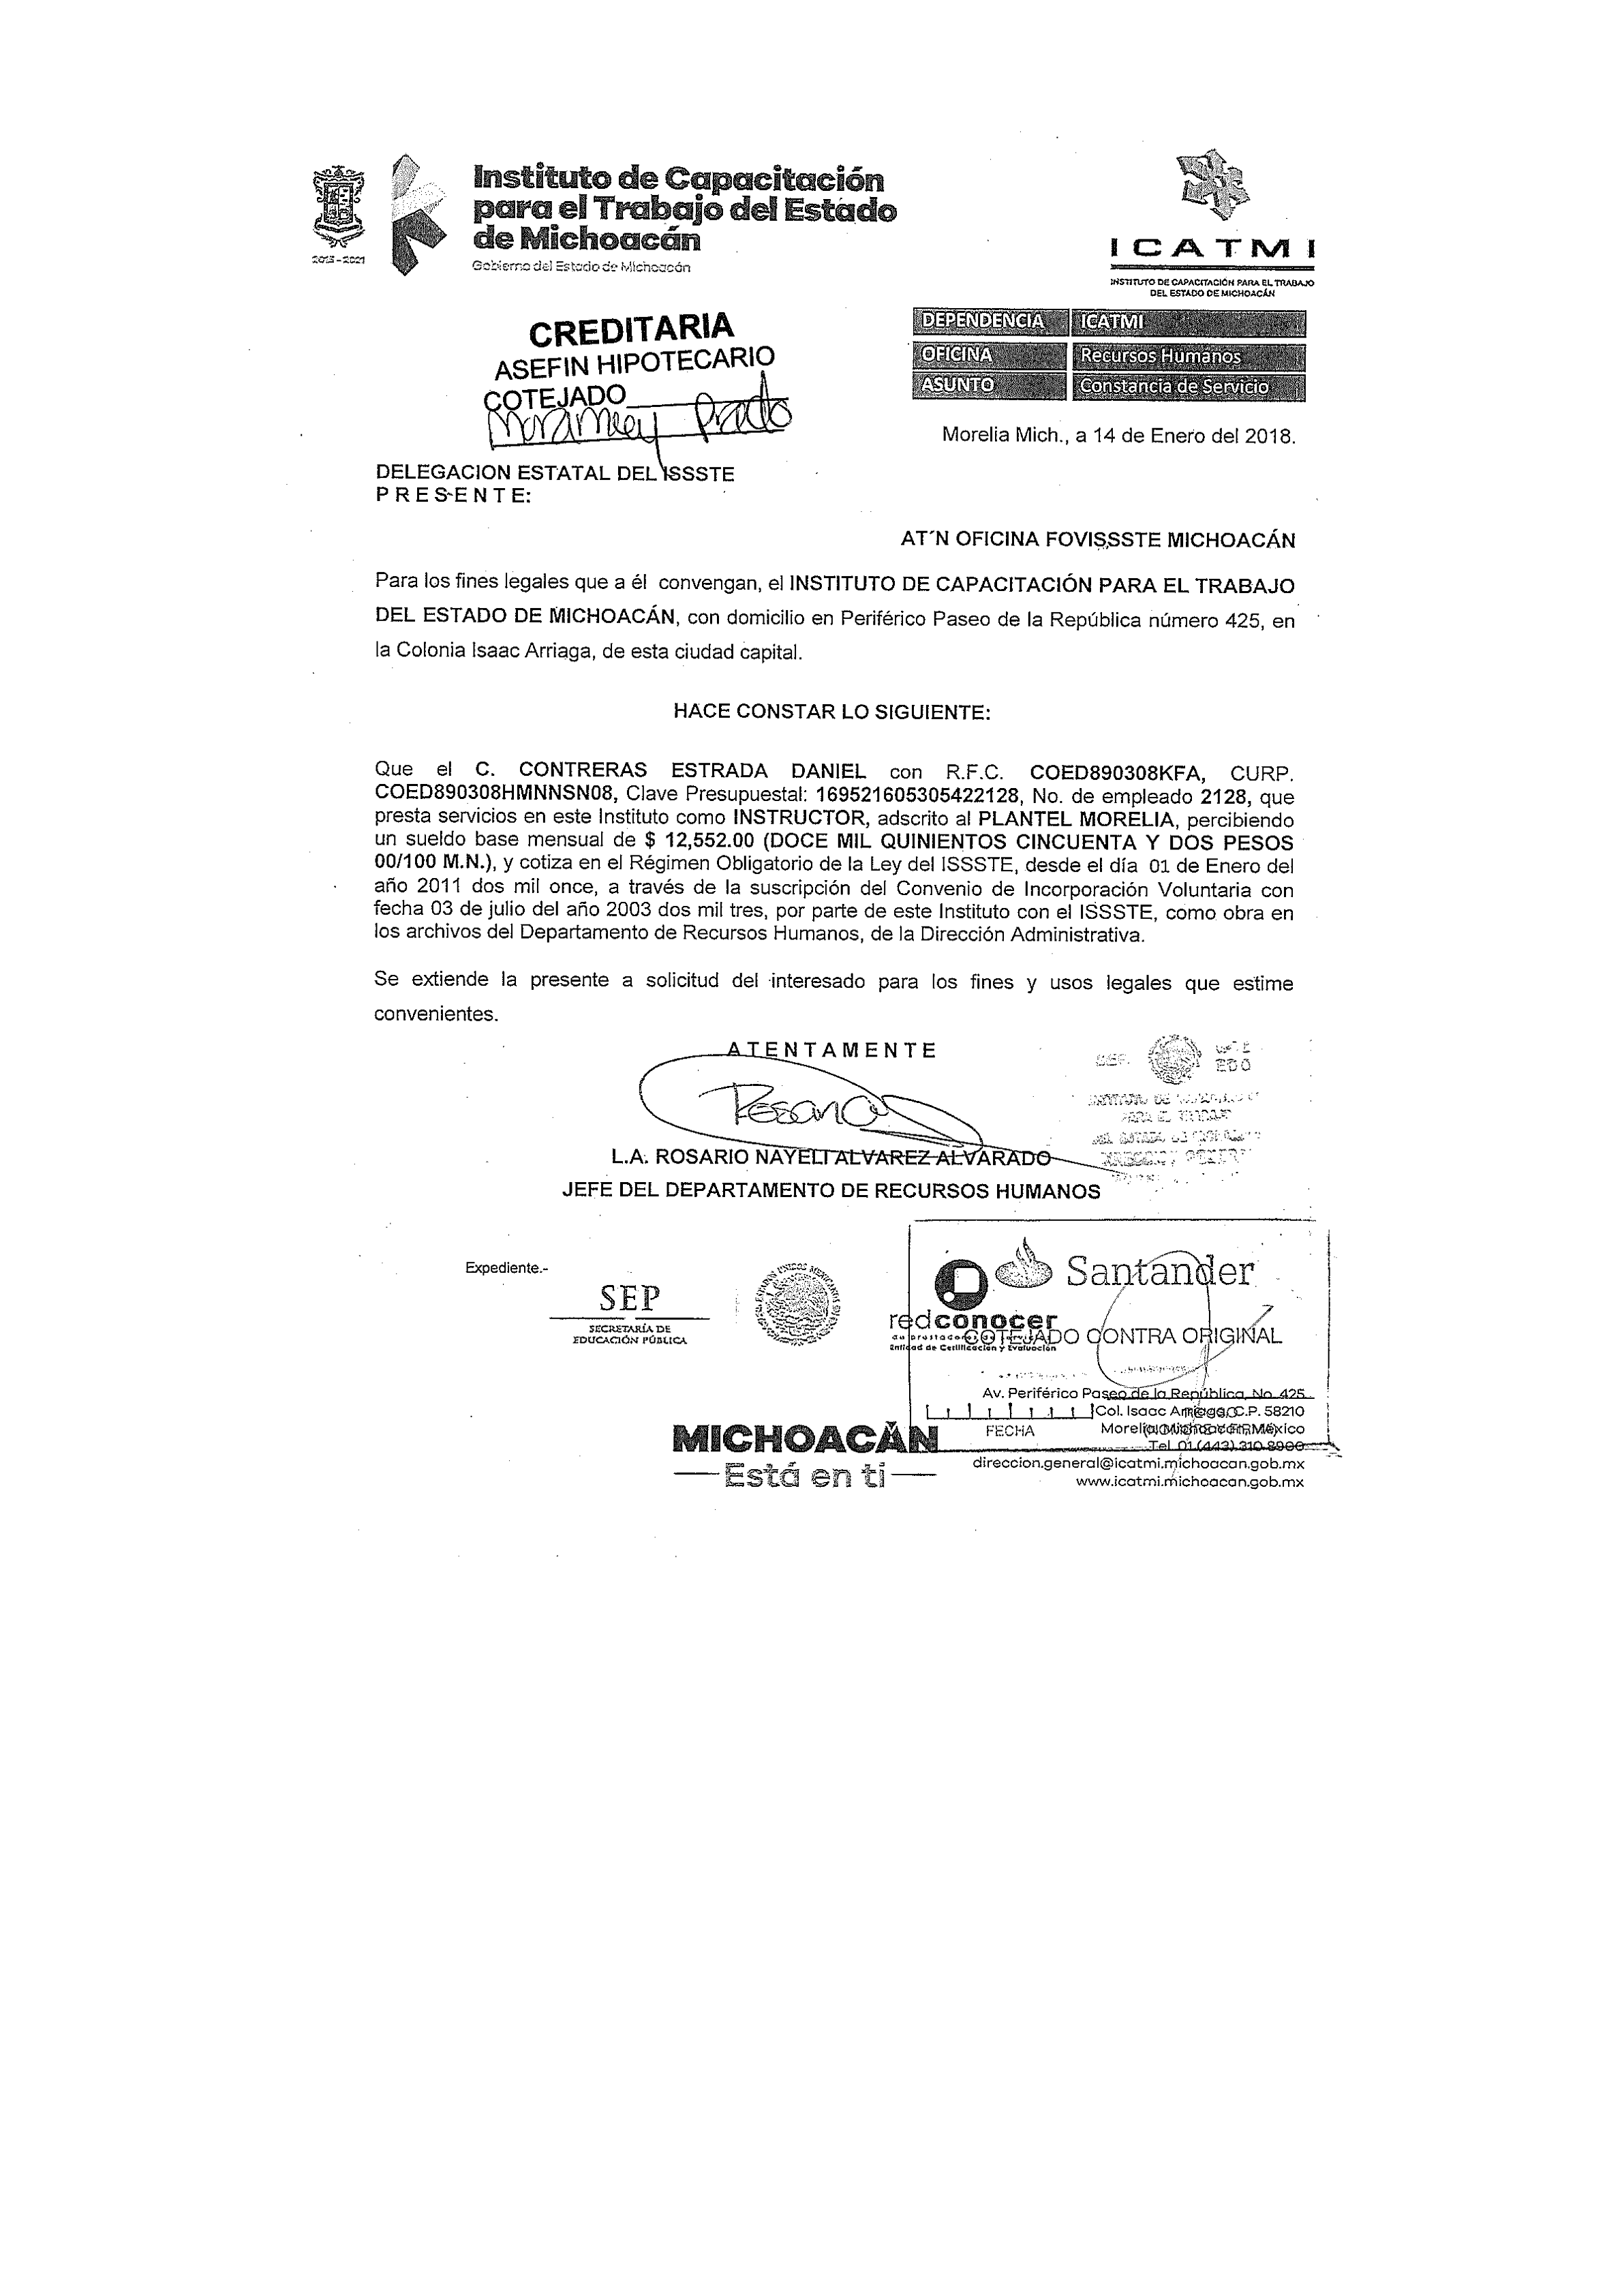 Instituto de Capacitación
para el Trabajo del Estado
de Michoacán
Gobierno del Estado de Michoacán
2015-2021
ICATMI
INSTITUTO DE CAPACITACIÓN PARA EL TRABAJO
DEL ESTADO DE MICHOACÁN
CREDITARIA
ASEFIN HIPOTECARIO
COTEJADO
Prado
DEPENDENCIA ICATMI
OFICINA Recursos Humanos
ASUNTO Constancia de Servicio
Morelia Mich., a 14 de Enero del 2018.
DELEGACION ESTATAL DEL ISSSTE
P R E S E N T E:
AT´N OFICINA FOVISSSTE MICHOACÁN
Para los fines legales que a él convengan, el INSTITUTO DE CAPACITACIÓN PARA EL TRABAJO
DEL ESTADO DE MICHOACÁN, con domicilio en Periférico Paseo de la República número 425, en
la Colonia Isaac Arriaga, de esta ciudad capital.
HACE CONSTAR LO SIGUIENTE:
Que el C. CONTRERAS ESTRADA DANIEL con R.F.C. COED890308KFA, CURP.
COED890308HMNNSN08, Clave Presupuestal: 169521605305422128, No. de empleado 2128, que
presta servicios en este Instituto como INSTRUCTOR, adscrito al PLANTEL MORELIA, percibiendo
un sueldo base mensual de $ 12,552.00 (DOCE MIL QUINIENTOS CINCUENTA Y DOS PESOS
00/100 M.N.), y cotiza en el Régimen Obligatorio de la Ley del ISSSTE, desde el día 01 de Enero del
año 2011 dos mil once, a través de la suscripción del Convenio de Incorporación Voluntaria con
fecha 03 de julio del año 2003 dos mil tres, por parte de este Instituto con el ISSSTE, como obra en
los archivos del Departamento de Recursos Humanos, de la Dirección Administrativa.
Se extiende la presente a solicitud del interesado para los fines y usos legales que estime
convenientes.
A T E N T A M E N T E
L.A. ROSARIO NAYELI ALVAREZ ALVARADO
JEFE DEL DEPARTAMENTO DE RECURSOS HUMANOS
Expediente.-
SEP
SECRETARÍA DE
EDUCACIÓN PÚBLICA
ESTADOS UNIDOS MEXICANOS
Santander
redconocer
de prestadores de
Entidad de Certificación y Evaluación
COTEJADO CONTRA ORIGINAL
Av. Periférico Paseo de la República, No. 425
Col. Isaac Arriaga, C.P. 58210
FECHA
Morelia, Michoacán, México
Tel. 01 (443) 310 8900
direccion.general@icatmi.michoacan.gob.mx
www.icatmi.michoacan.gob.mx
MICHOACÁN
Está en ti